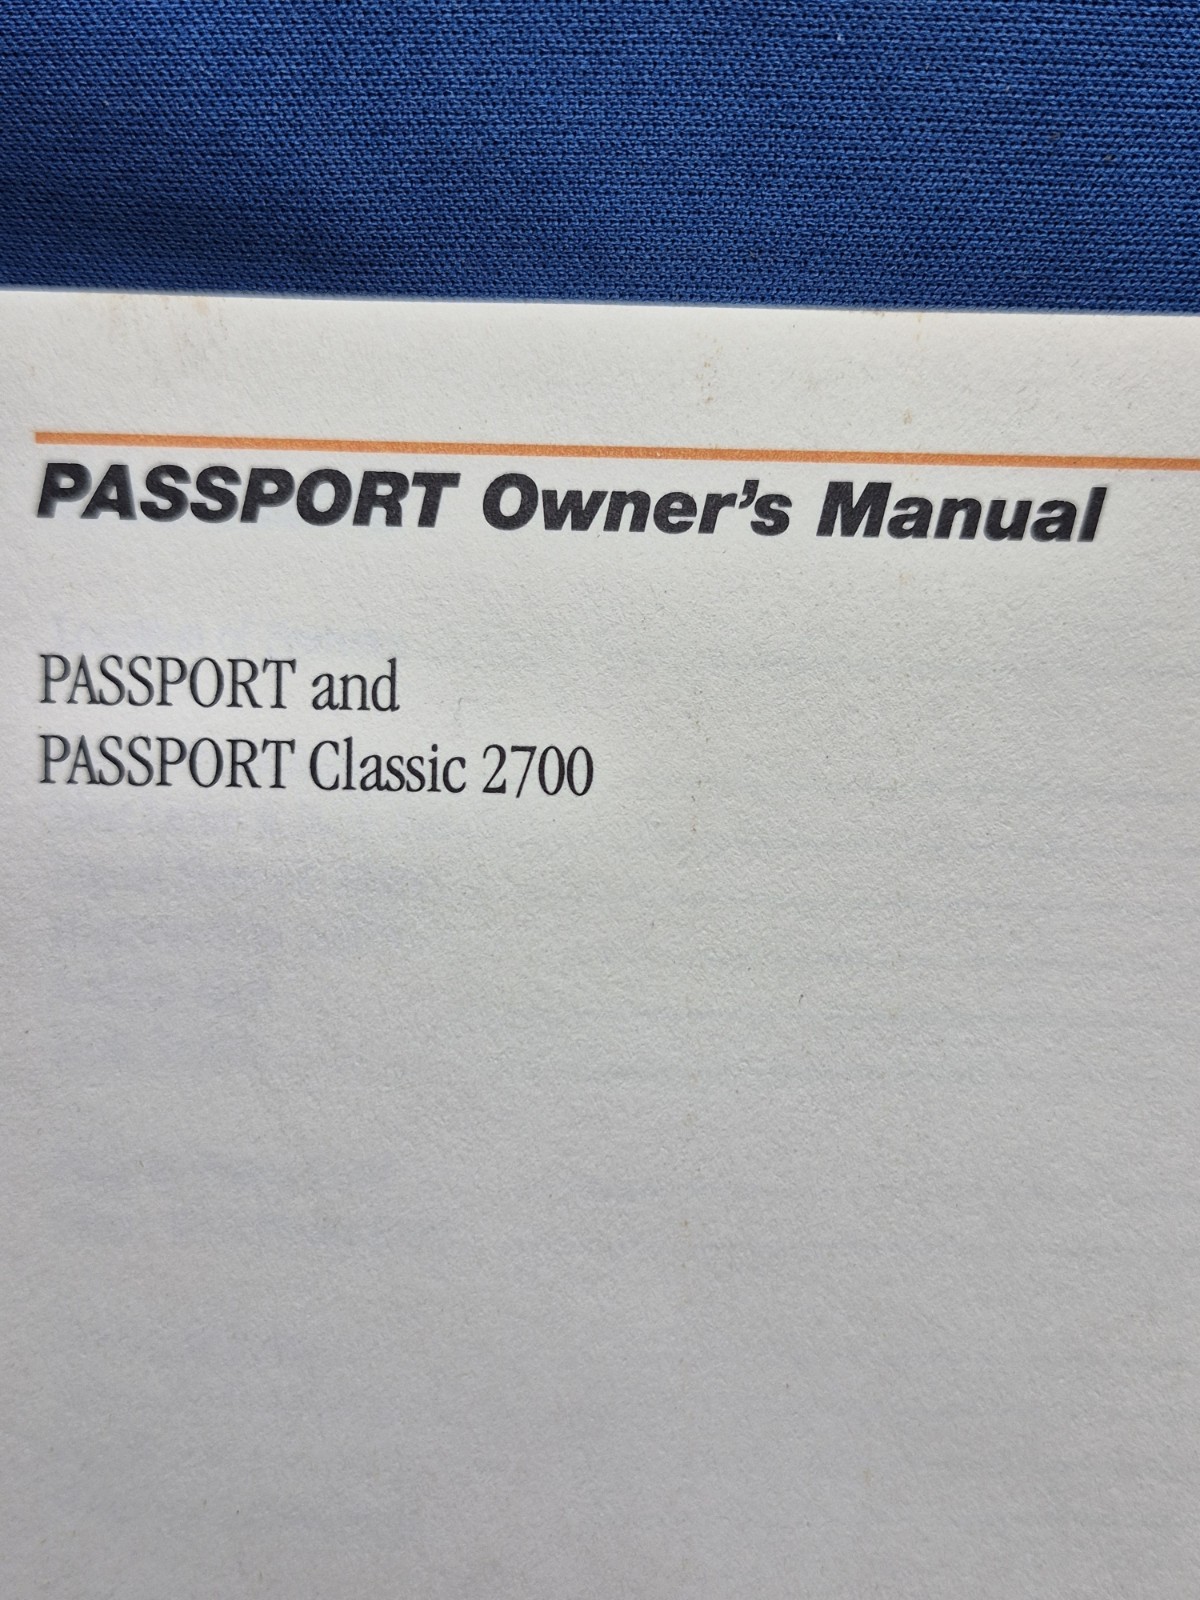 PASSPORT Owner's Manual
PASSPORT and
PASSPORT Classic 2700